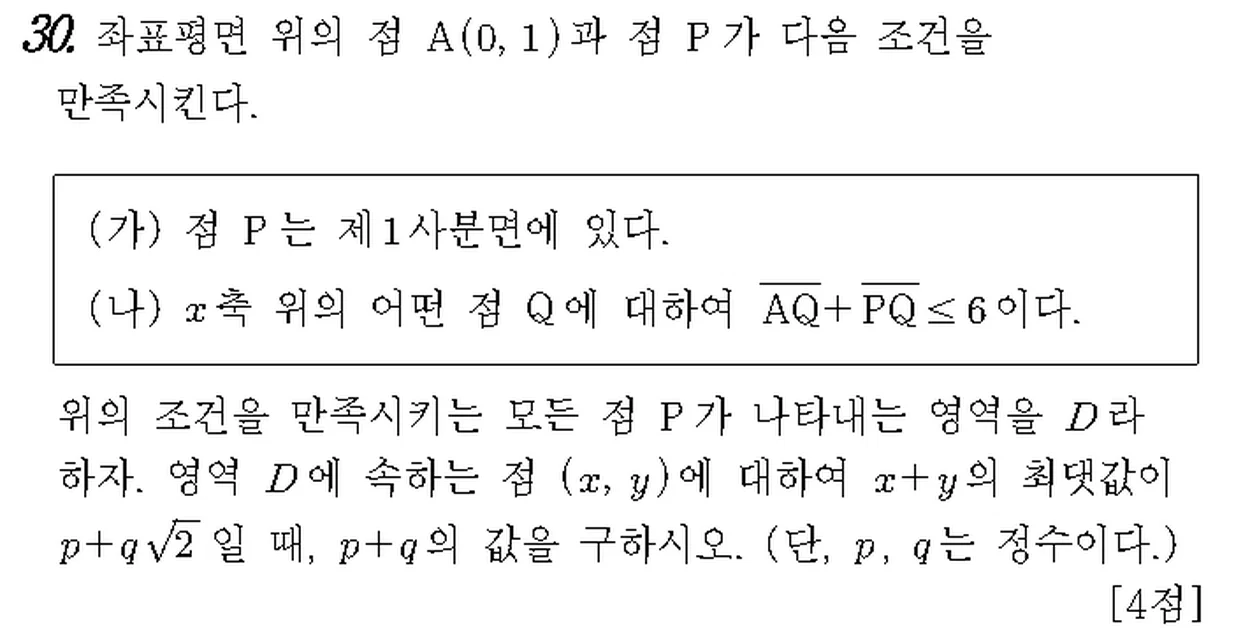 30. 좌표평면 위의 점 A(0, 1)과 점 P가 다음 조건을
만족시킨다.
(가) 점 P는 제1사분면에 있다.
(나) x축 위의 어떤 점 Q에 대하여 \overline{AQ}+\overline{PQ}≤6이다.
위의 조건을 만족시키는 모든 점 P가 나타내는 영역을 D라
하자. 영역 D에 속하는 점 (x, y)에 대하여 x+y의 최댓값이
p+q√2 일 때, p+q의 값을 구하시오. (단, p, q는 정수이다.)
[4점]